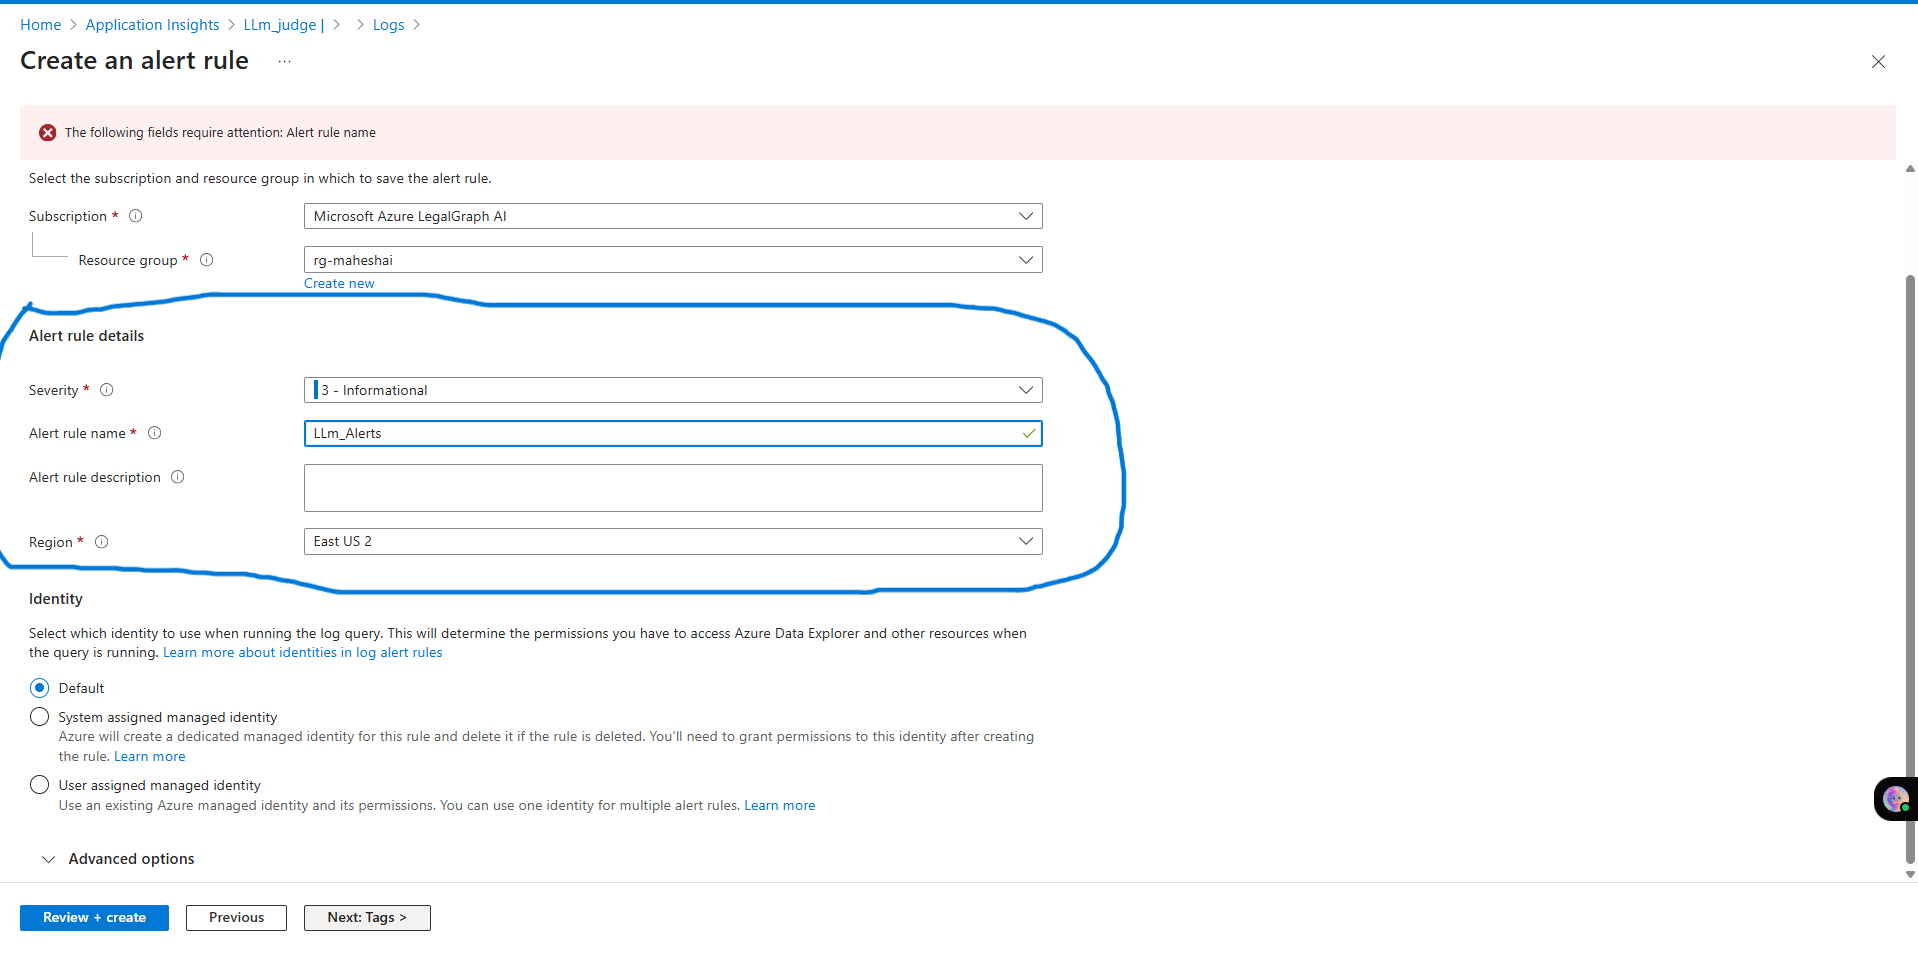 Home > Application Insights > LLm_judge | > > Logs >
Create an alert rule ...
The following fields require attention: Alert rule name
Select the subscription and resource group in which to save the alert rule.
Subscription *
Microsoft Azure LegalGraph AI
Resource group *
rg-maheshai
Create new
Alert rule details
Severity *
3 - Informational
Alert rule name *
LLm_Alerts
Alert rule description
Region *
East US 2
Identity
Select which identity to use when running the log query. This will determine the permissions you have to access Azure Data Explorer and other resources when
the query is running. Learn more about identities in log alert rules
Default
System assigned managed identity
Azure will create a dedicated managed identity for this rule and delete it if the rule is deleted. You'll need to grant permissions to this identity after creating
the rule. Learn more
User assigned managed identity
Use an existing Azure managed identity and its permissions. You can use one identity for multiple alert rules. Learn more
Advanced options
Review + create
Previous
Next: Tags >